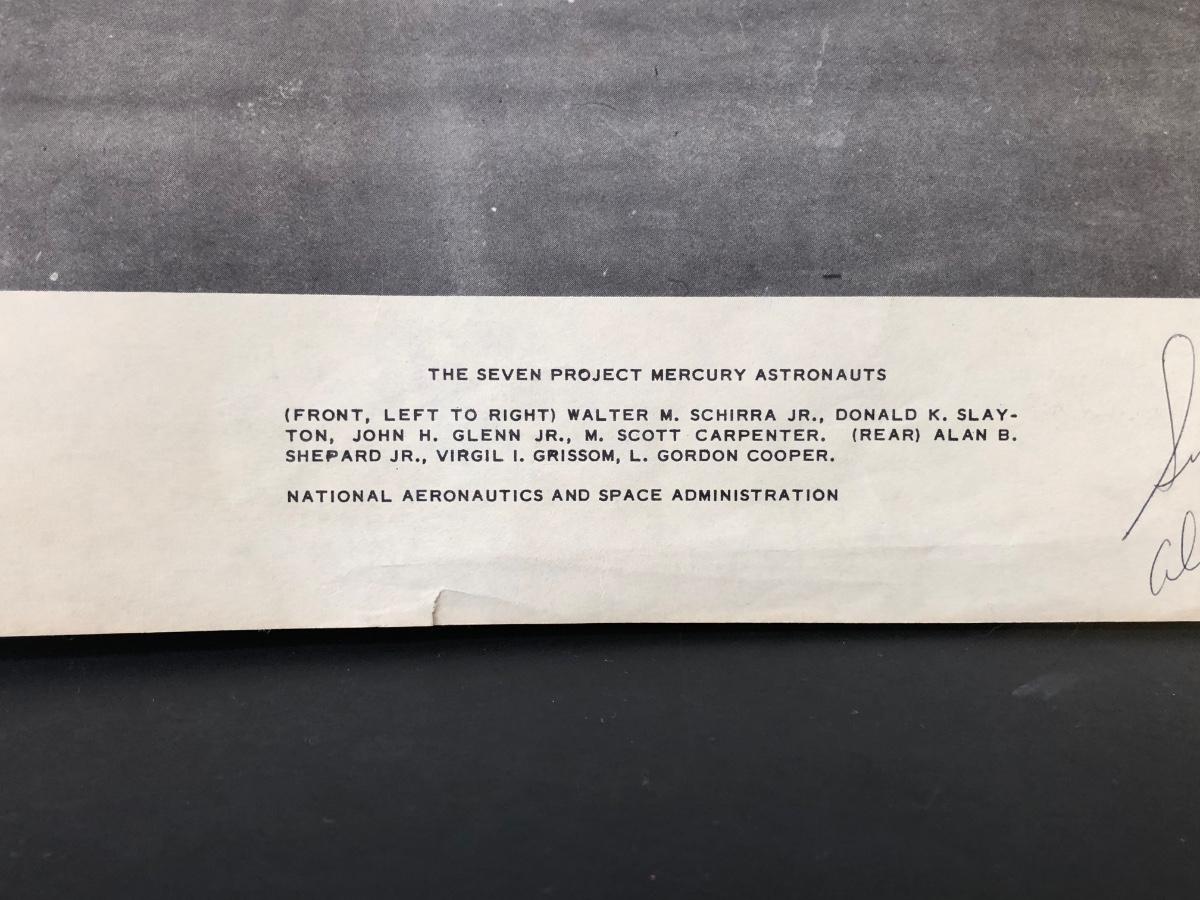 THE SEVEN PROJECT MERCURY ASTRONAUTS
(FRONT, LEFT TO RIGHT) WALTER M. SCHIRRA JR., DONALD K. SLAY-
TON, JOHN H. GLENN JR., M. SCOTT CARPENTER. (REAR) ALAN B.
SHEPARD JR., VIRGIL I. GRISSOM, L. GORDON COOPER.
NATIONAL AERONAUTICS AND SPACE ADMINISTRATION